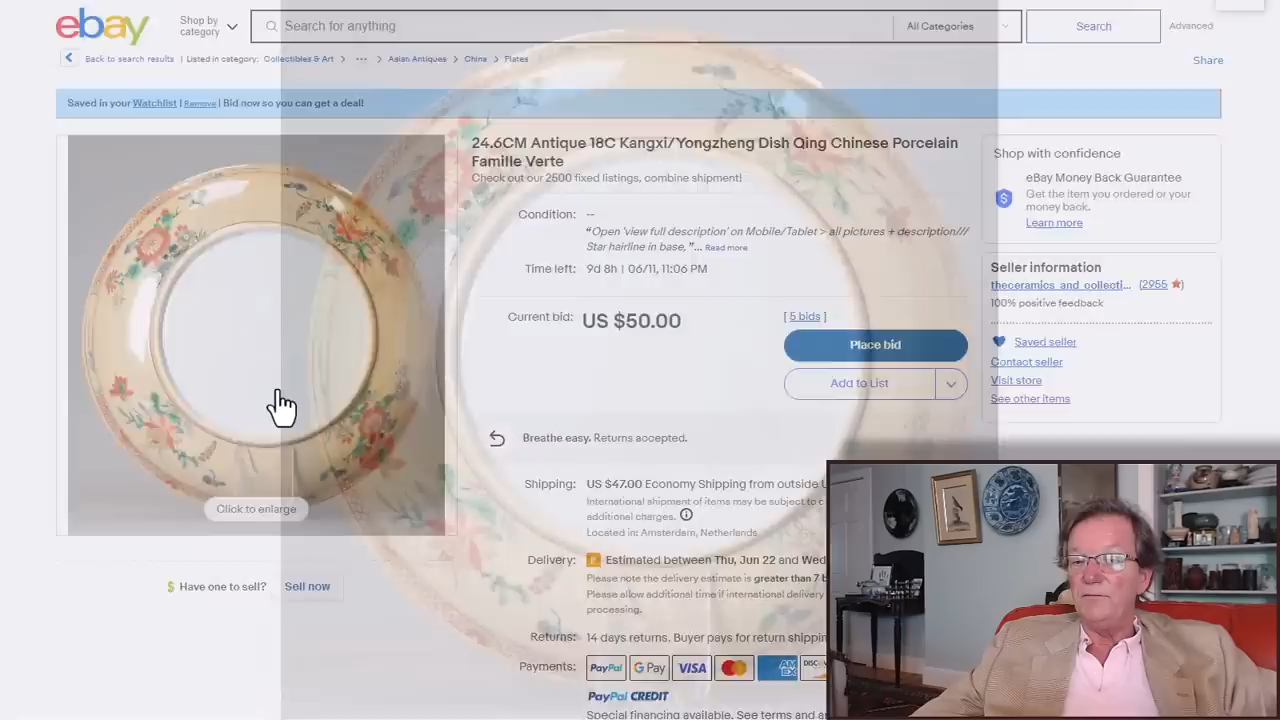 ebay
Shop by
category
Search for anything
All Categories
Search
Advanced
Back to search results | Listed in category: Collectibles & Art > ... > Asian Antiques > China > Plates
Share
Saved in your Watchlist | Remove | Bid now so you can get a deal!
24.6CM Antique 18C Kangxi/Yongzheng Dish Qing Chinese Porcelain
Famille Verte
Check out our 2500 fixed listings, combine shipment!
Condition: --
“Open ‘view full description’ on Mobile/Tablet > all pictures + description///
Star hairline in base,”... Read more
Time left: 9d 8h | 06/11, 11:06 PM
Current bid: US $50.00
[ 5 bids ]
Place bid
Add to List
Breathe easy. Returns accepted.
Shipping: US $47.00 Economy Shipping from outside U
International shipment of items may be subject to c
additional charges.
Located in: Amsterdam, Netherlands
Delivery: Estimated between Thu, Jun 22 and Wed
Please note the delivery estimate is greater than 7 b
Please allow additional time if international delivery
processing.
Returns: 14 days returns. Buyer pays for return shippin
Payments: PayPal G Pay VISA MasterCard AM EX DISC
PayPal CREDIT
Special financing available. See terms and a
Click to enlarge
$ Have one to sell? Sell now
Shop with confidence
eBay Money Back Guarantee
Get the item you ordered or your
money back.
Learn more
Seller information
theceramics_and_collecti... (2955 ★)
100% positive feedback
Saved seller
Contact seller
Visit store
See other items